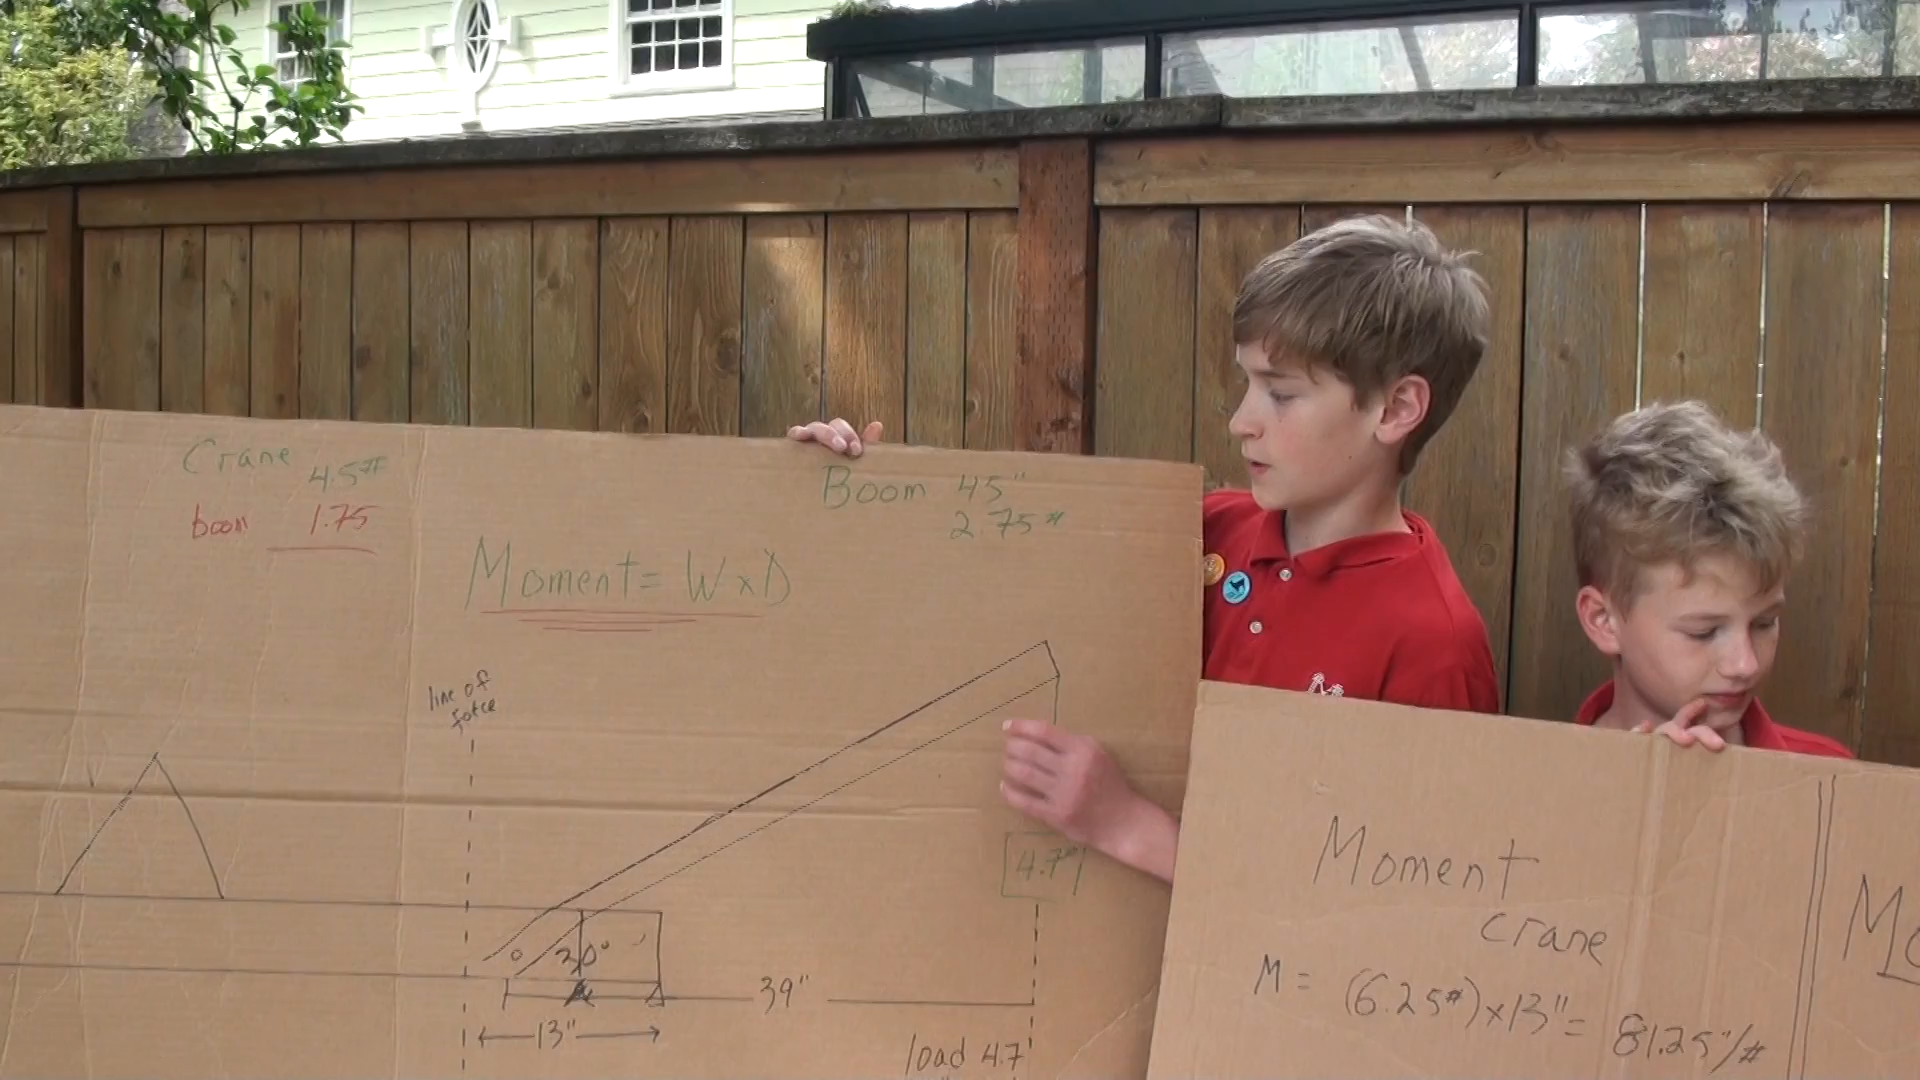 Crane 4.5#
boom 1.75
Boom 45"
2.75#
Moment = W x D
line of
force
4.7#
30°
39"
13"
load 4.7
Moment
crane
M = (6.25#) x 13" = 81.25"/#